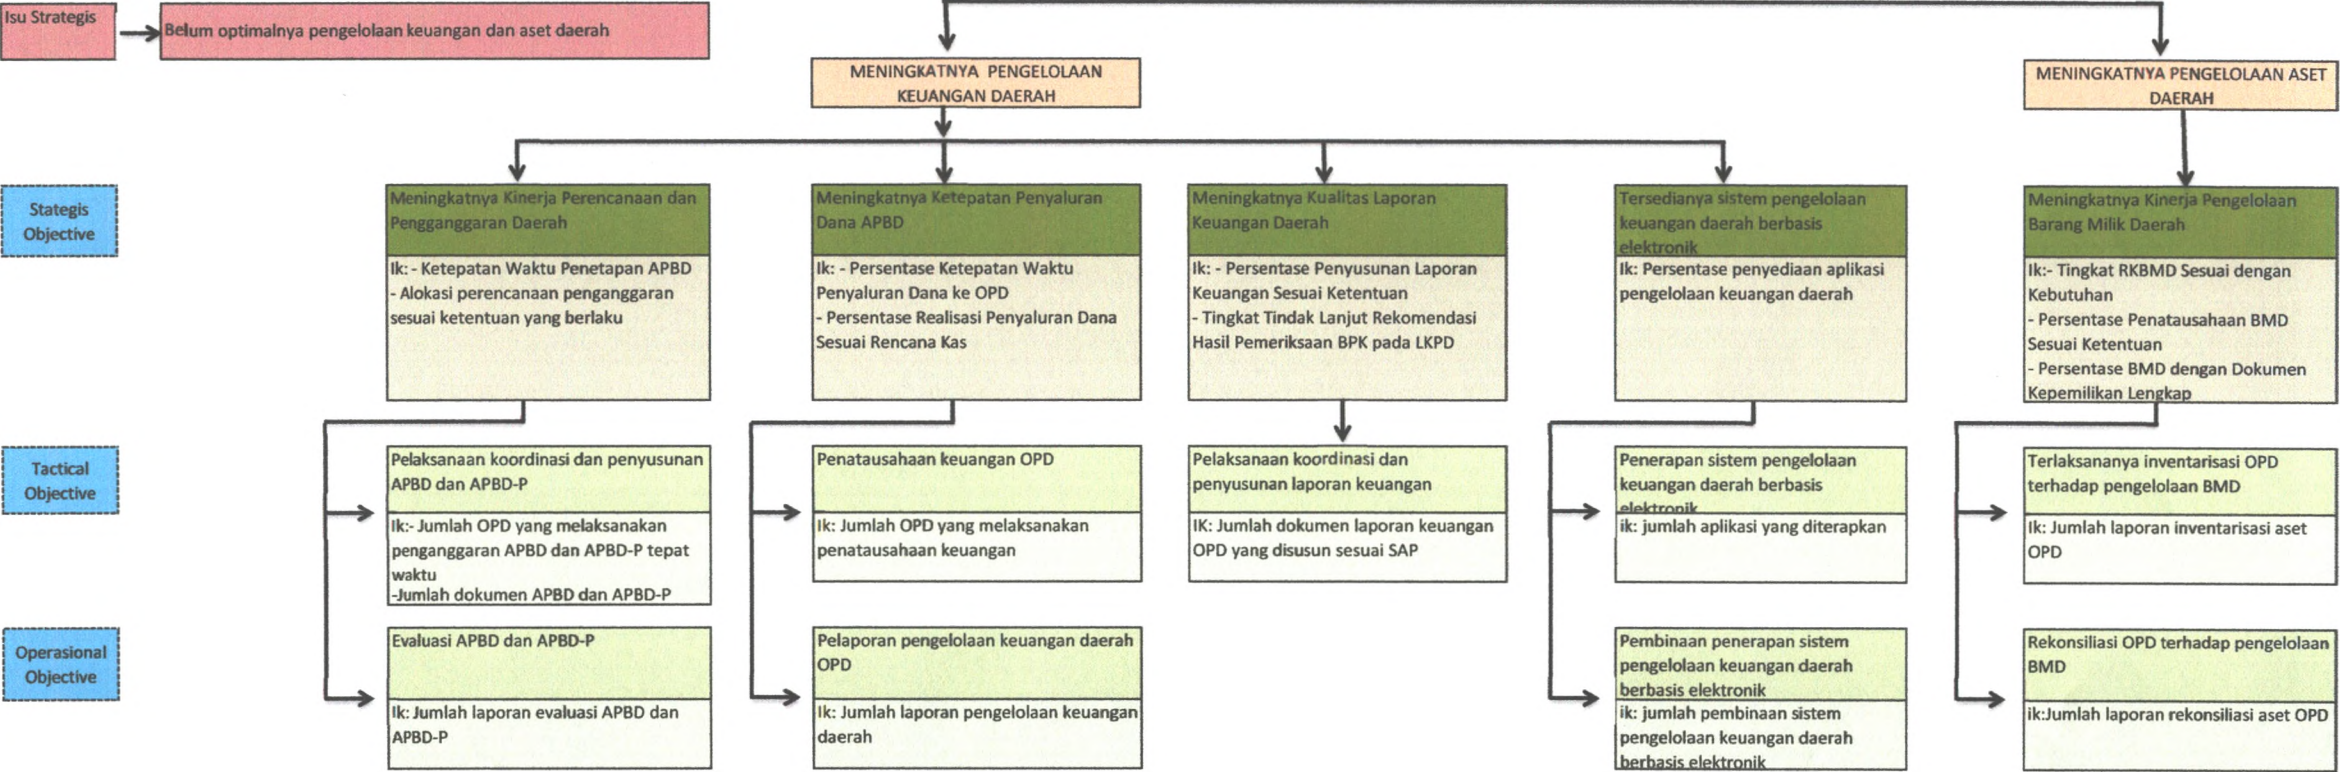 Isu Strategis
Belum optimalnya pengelolaan keuangan dan aset daerah
MENINGKATNYA PENGELOLAAN
KEUANGAN DAERAH
MENINGKATNYA PENGELOLAAN ASET
DAERAH
Stategis
Objective
Meningkatnya Kinerja Perencanaan dan
Pengganggaran Daerah
Ik: - Ketepatan Waktu Penetapan APBD
- Alokasi perencanaan penganggaran
sesuai ketentuan yang berlaku
Meningkatnya Ketepatan Penyaluran
Dana APBD
Ik: - Persentase Ketepatan Waktu
Penyaluran Dana ke OPD
- Persentase Realisasi Penyaluran Dana
Sesuai Rencana Kas
Meningkatnya Kualitas Laporan
Keuangan Daerah
Ik: - Persentase Penyusunan Laporan
Keuangan Sesuai Ketentuan
- Tingkat Tindak Lanjut Rekomendasi
Hasil Pemeriksaan BPK pada LKPD
Tersedianya sistem pengelolaan
keuangan daerah berbasis
elektronik
Ik: Persentase penyediaan aplikasi
pengelolaan keuangan daerah
Meningkatnya Kinerja Pengelolaan
Barang Milik Daerah
Ik:- Tingkat RKBMD Sesuai dengan
Kebutuhan
- Persentase Penatausahaan BMD
Sesuai Ketentuan
- Persentase BMD dengan Dokumen
Kepemilikan Lengkap
Tactical
Objective
Pelaksanaan koordinasi dan penyusunan
APBD dan APBD-P
Ik:- Jumlah OPD yang melaksanakan
penganggaran APBD dan APBD-P tepat
waktu
-Jumlah dokumen APBD dan APBD-P
Penatausahaan keuangan OPD
Ik: Jumlah OPD yang melaksanakan
penatausahaan keuangan
Pelaksanaan koordinasi dan
penyusunan laporan keuangan
IK: Jumlah dokumen laporan keuangan
OPD yang disusun sesuai SAP
Penerapan sistem pengelolaan
keuangan daerah berbasis
elektronik
ik: jumlah aplikasi yang diterapkan
Terlaksananya inventarisasi OPD
terhadap pengelolaan BMD
Ik: Jumlah laporan inventarisasi aset
OPD
Operasional
Objective
Evaluasi APBD dan APBD-P
Ik: Jumlah laporan evaluasi APBD dan
APBD-P
Pelaporan pengelolaan keuangan daerah
OPD
Ik: Jumlah laporan pengelolaan keuangan
daerah
Pembinaan penerapan sistem
pengelolaan keuangan daerah
berbasis elektronik
ik: jumlah pembinaan sistem
pengelolaan keuangan daerah
berbasis elektronik
Rekonsiliasi OPD terhadap pengelolaan
BMD
ik:Jumlah laporan rekonsiliasi aset OPD